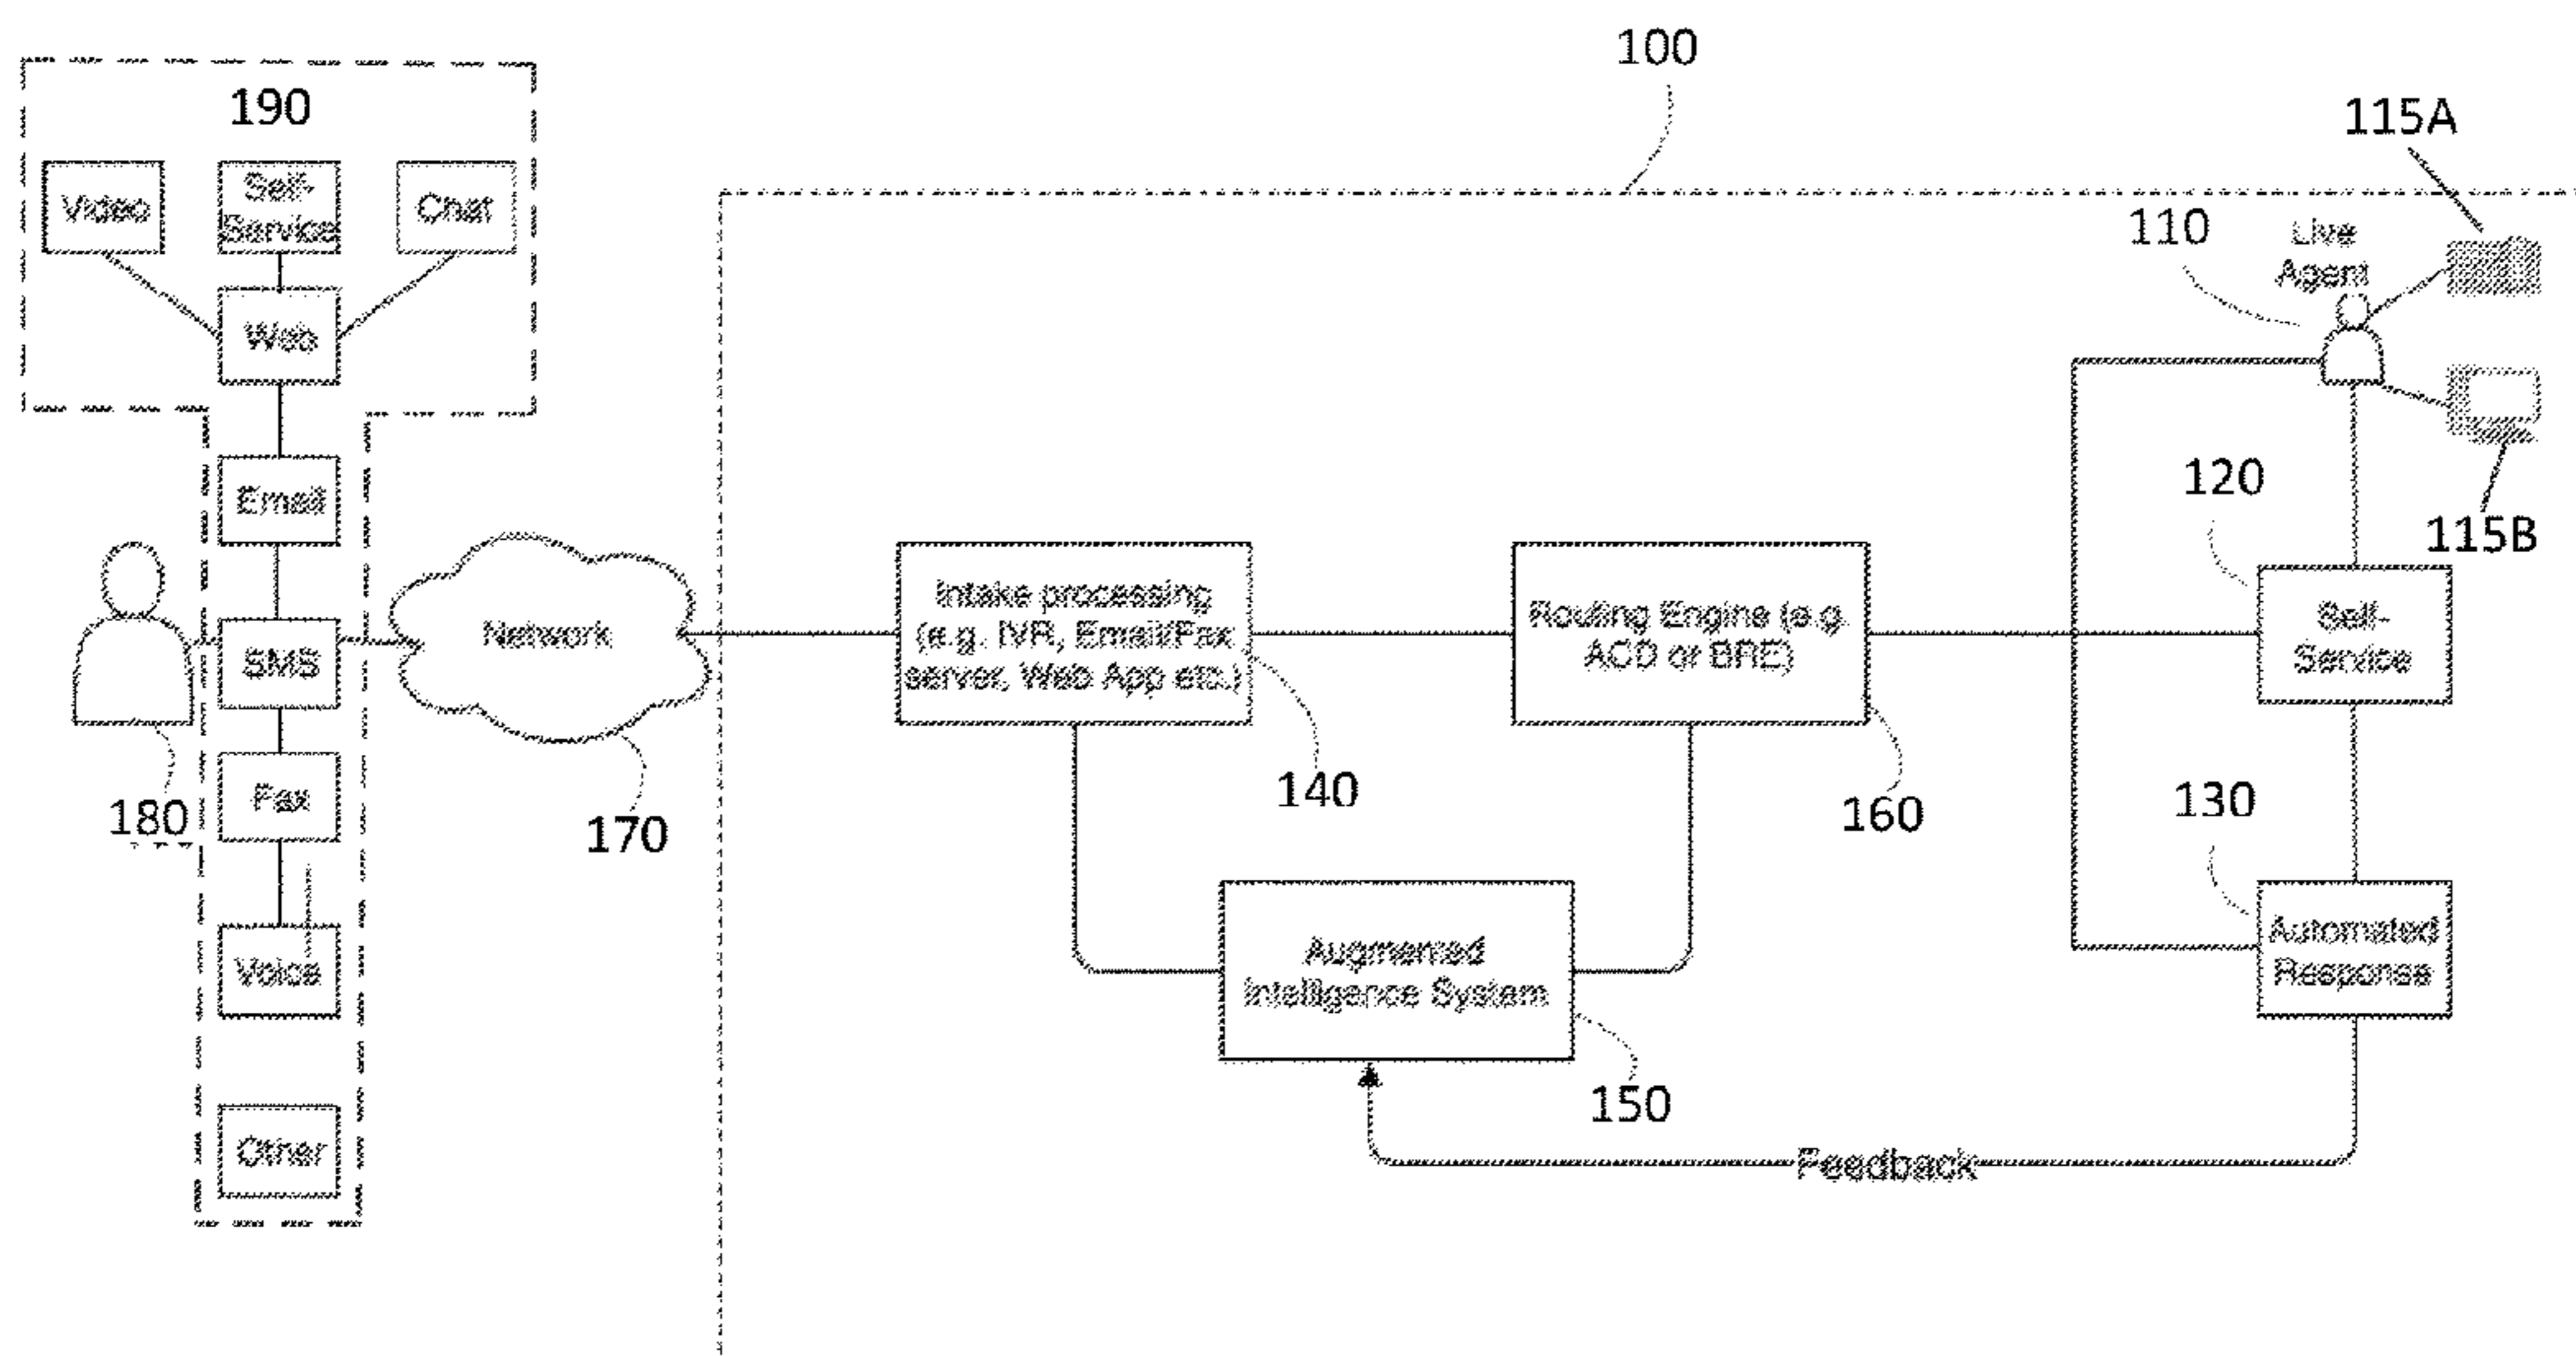 100
190
115A
Video
Self-
Service
Chat
110
Live
Agent
Web
120
Email
115B
Intake processing
(e.g. IVR, Email/Fax
server, Web App etc.)
Routing Engine (e.g.
ACD or BRE)
Network
SMS
Self-
Service
180
Fax
170
140
160
130
Voice
Augmented
Intelligence System
Automated
Response
150
Other
Feedback